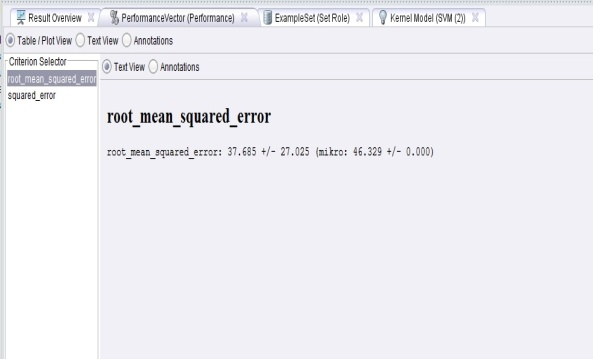 Result Overview
PerformanceVector (Performance)
ExampleSet (Set Role)
Kernel Model (SVM (2))
Table / Plot View
Text View
Annotations
Criterion Selector
root_mean_squared_error
squared_error
Text View
Annotations
root_mean_squared_error
root_mean_squared_error: 37.685 +/- 27.025 (mikro: 46.329 +/- 0.000)